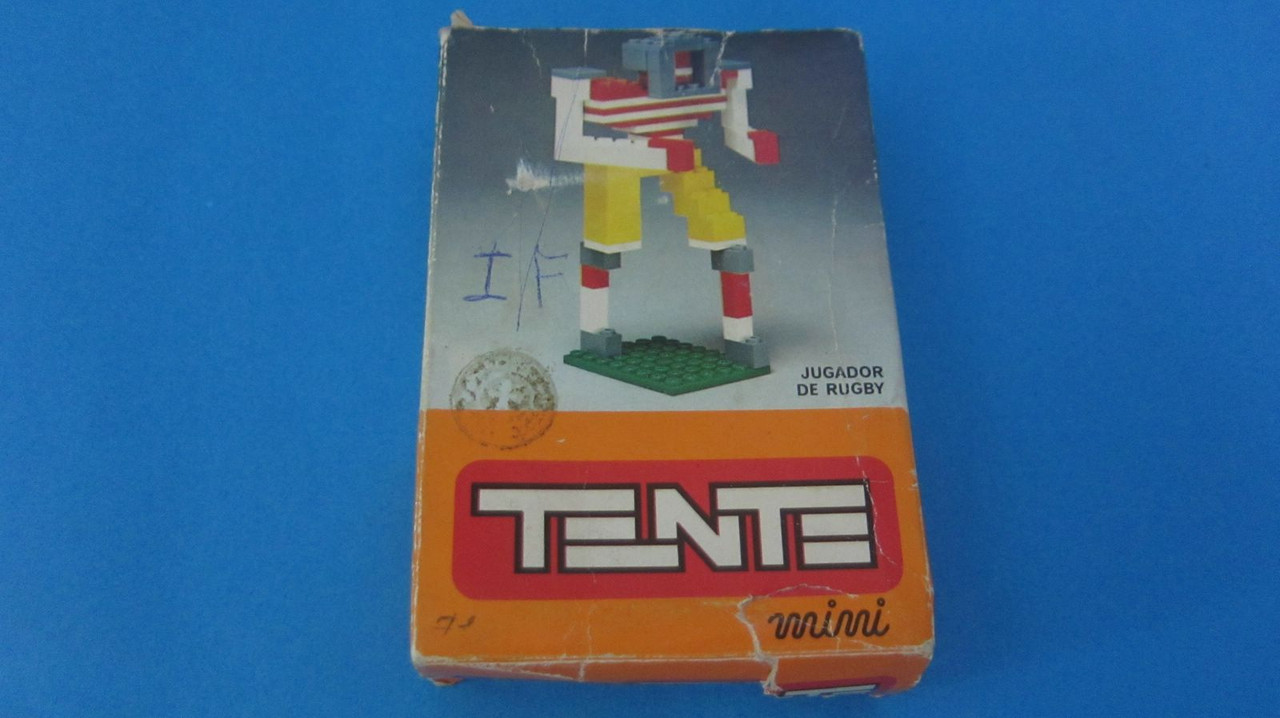 I F
JUGADOR
DE RUGBY
TENTE
mini